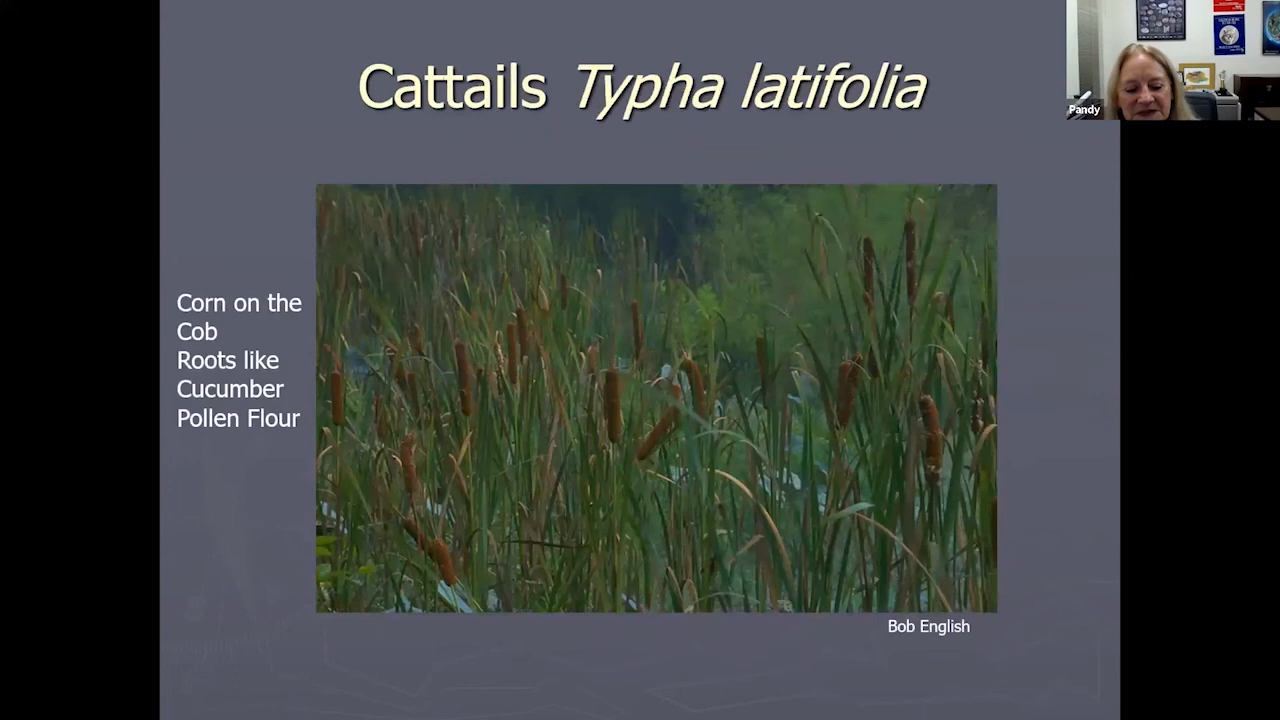 Cattails Typha latifolia
Pandy
Corn on the
Cob
Roots like
Cucumber
Pollen Flour
Bob English